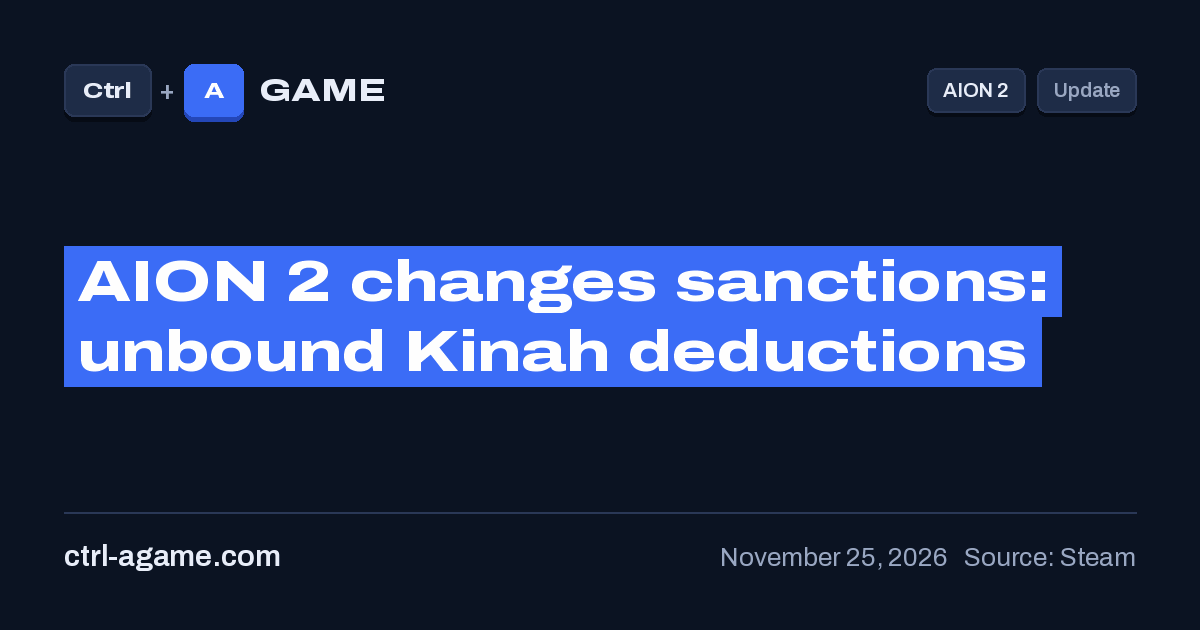 Ctrl + A GAME
AION 2 Update
AION 2 changes sanctions:
unbound Kinah deductions
ctrl-agame.com
November 25, 2026 Source: Steam